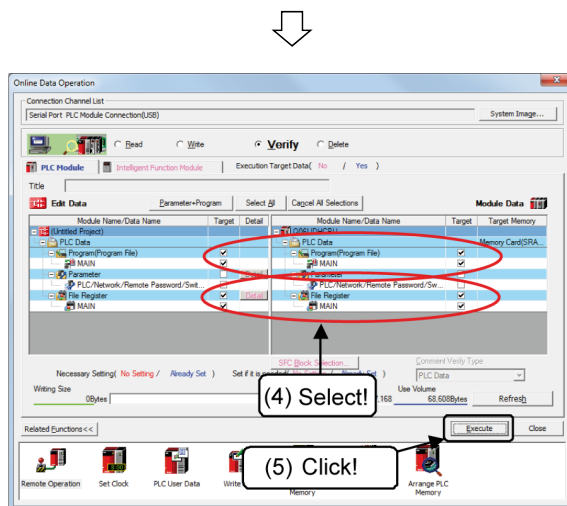 Online Data Operation
Connection Channel List
Serial Port PLC Module Connection(USB)
System Image...
Read
Write
Verify
Delete
PLC Module
Intelligent Function Module
Execution Target Data( No / Yes )
Title
Edit Data
Parameter+Program
Select All
Cancel All Selections
Module Data
Module Name/Data Name Target Detail
Module Name/Data Name Target Target Memory
(Untitled Project)
PLC Data
PLC Data
Memory Card(SRA...
Program(Program File)
Program(Program File)
MAIN
MAIN
Parameter
Detail
Parameter
PLC/Network/Remote Password/Swit...
PLC/Network/Remote Password/Sw...
File Register
Detail
File Register
MAIN
MAIN
SFC Block Selection...
Comment Verify Type
Necessary Setting( No Setting / Already Set )
Set if it is
PLC Data
(4) Select!
Writing Size
0Bytes
Use Volume
68,608Bytes
Refresh
Related Functions<<
Execute
Close
(5) Click!
Remote Operation
Set Clock
PLC User Data
Memory
Arrange PLC
Memory